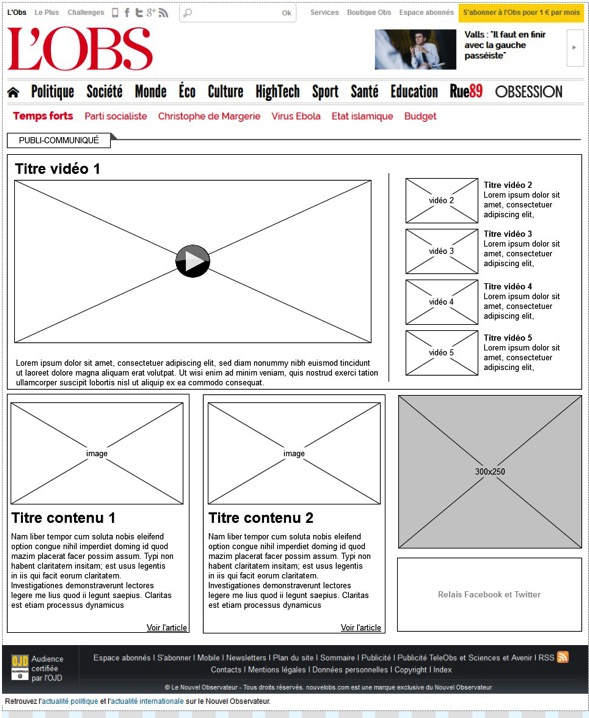 L'Obs Le Plus Challenges Ok Services Boutique Obs Espace abonnés S'abonner à l'Obs pour 1 € par mois
L'OBS
Valls : "Il faut en finir
avec la gauche
passéiste"
Politique Société Monde Éco Culture HighTech Sport Santé Education Rue89 OBSESSION
Temps forts Parti socialiste Christophe de Margerie Virus Ebola Etat islamique Budget
PUBLI-COMMUNIQUÉ
Titre vidéo 1
Lorem ipsum dolor sit amet, consectetuer adipiscing elit, sed diam nonummy nibh euismod tincidunt
ut laoreet dolore magna aliquam erat volutpat. Ut wisi enim ad minim veniam, quis nostrud exerci tation
ullamcorper suscipit lobortis nisl ut aliquip ex ea commodo consequat.
vidéo 2
Titre vidéo 2
Lorem ipsum dolor sit
amet, consectetuer
adipiscing elit,
vidéo 3
Titre vidéo 3
Lorem ipsum dolor sit
amet, consectetuer
adipiscing elit,
vidéo 4
Titre vidéo 4
Lorem ipsum dolor sit
amet, consectetuer
adipiscing elit,
vidéo 5
Titre vidéo 5
Lorem ipsum dolor sit
amet, consectetuer
adipiscing elit,
image
Titre contenu 1
Nam liber tempor cum soluta nobis eleifend
option congue nihil imperdiet doming id quod
mazim placerat facer possim assum. Typi non
habent claritatem insitam; est usus legentis
in iis qui facit eorum claritatem.
Investigationes demonstraverunt lectores
legere me lius quod ii legunt saepius. Claritas
est etiam processus dynamicus
Voir l'article
image
Titre contenu 2
Nam liber tempor cum soluta nobis eleifend
option congue nihil imperdiet doming id quod
mazim placerat facer possim assum. Typi non
habent claritatem insitam; est usus legentis
in iis qui facit eorum claritatem.
Investigationes demonstraverunt lectores
legere me lius quod ii legunt saepius. Claritas
est etiam processus dynamicus
Voir l'article
300x250
Relais Facebook et Twitter
OJD
Audience
certifiée
par l'OJD
Espace abonnés I S'abonner I Mobile I Newsletters I Plan du site I Sommaire I Publicité I Publicité TeleObs et Sciences et Avenir I RSS
Contacts I Mentions légales I Données personnelles I Copyright I Index
© Le Nouvel Observateur - Tous droits réservés. nouvelobs.com est une marque exclusive du Nouvel Observateur
Retrouvez l'actualité politique et l'actualité internationale sur le Nouvel Observateur.